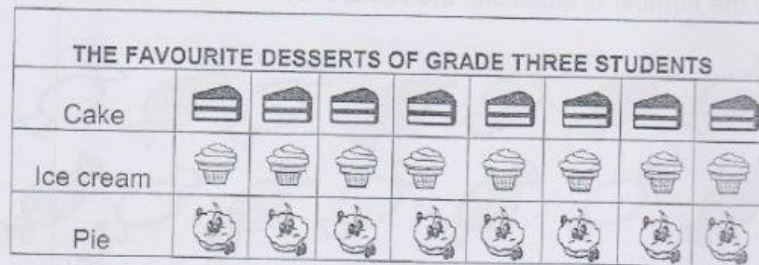 THE FAVOURITE DESSERTS OF GRADE THREE STUDENTS
Cake
Ice cream
Pie